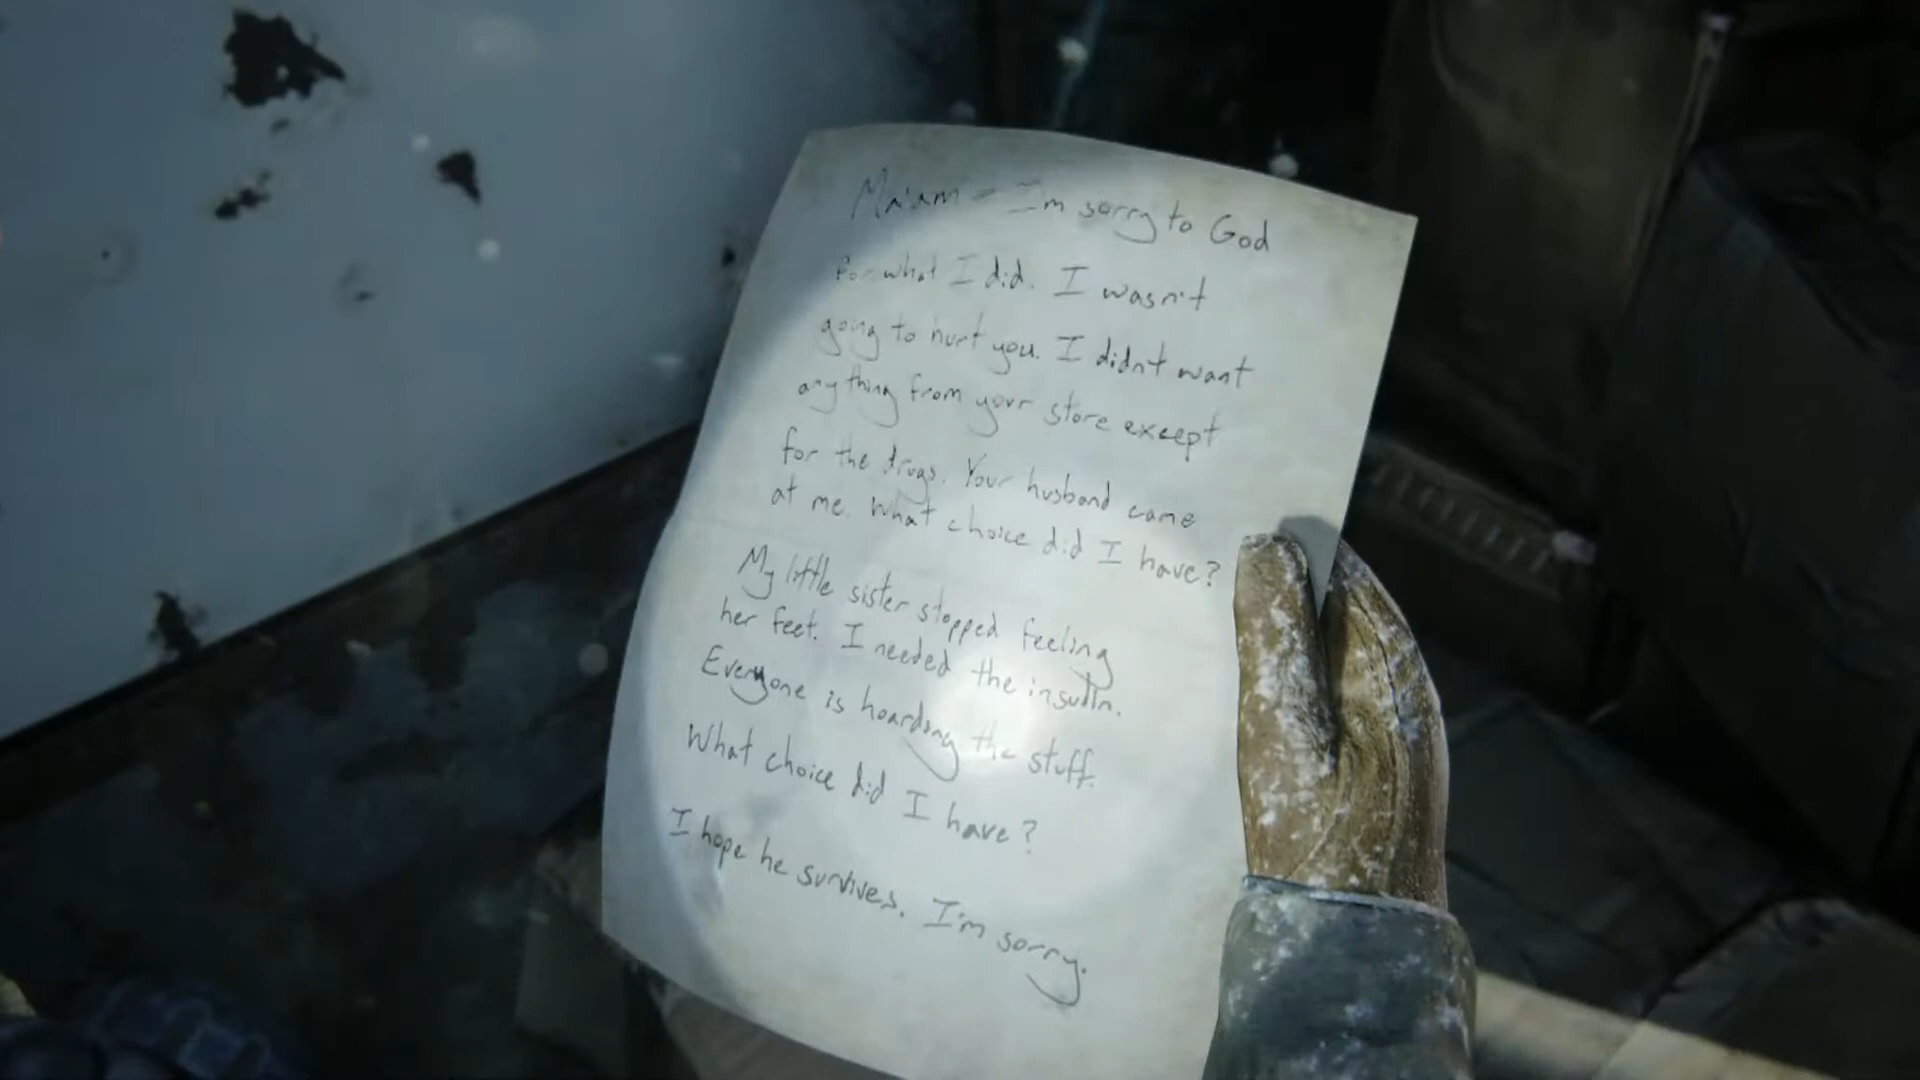 Ma'am - I'm sorry to God
for what I did. I wasn't
going to hurt you. I didn't want
anything from your store except
for the drugs. Your husband came
at me. What choice did I have?
My little sister stopped feeling
her feet. I needed the insulin.
Everyone is hoarding the stuff.
What choice did I have?
I hope he survives. I'm sorry.